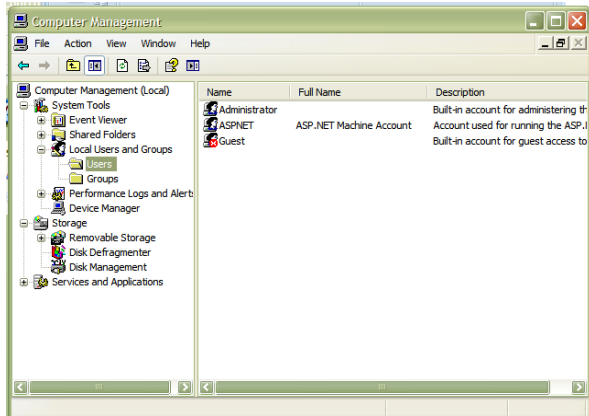 Computer Management
File Action View Window Help
Computer Management (Local)
System Tools
Event Viewer
Shared Folders
Local Users and Groups
Users
Groups
Performance Logs and Alerts
Device Manager
Storage
Removable Storage
Disk Defragmenter
Disk Management
Services and Applications
Name Full Name Description
Administrator Built-in account for administering th
ASPNET ASP.NET Machine Account Account used for running the ASP.
Guest Built-in account for guest access to